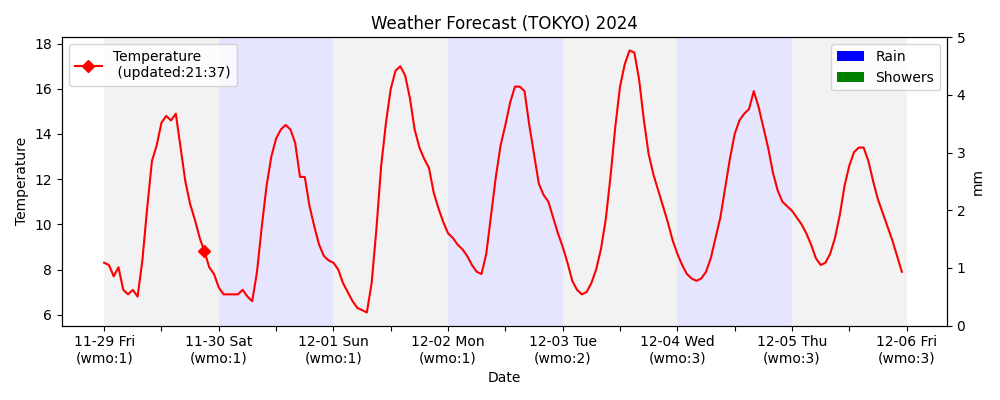 Weather Forecast (TOKYO) 2024
Temperature
(updated:21:37)
Rain
Showers
18
16
14
12
10
8
6
Temperature
5
4
3
2
1
0
mm
11-29 Fri
(wmo:1)
11-30 Sat
(wmo:1)
12-01 Sun
(wmo:1)
12-02 Mon
(wmo:1)
12-03 Tue
(wmo:2)
12-04 Wed
(wmo:3)
12-05 Thu
(wmo:3)
12-06 Fri
(wmo:3)
Date